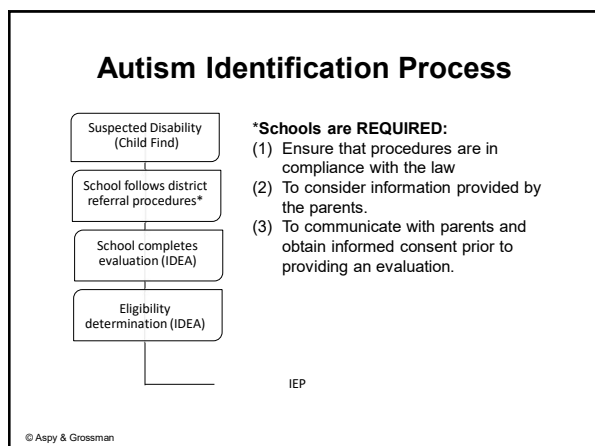 Autism Identification Process
Suspected Disability
(Child Find)
School follows district
referral procedures*
School completes
evaluation (IDEA)
Eligibility
determination (IDEA)
IEP
*Schools are REQUIRED:
(1) Ensure that procedures are in
compliance with the law
(2) To consider information provided by
the parents.
(3) To communicate with parents and
obtain informed consent prior to
providing an evaluation.
© Aspy & Grossman